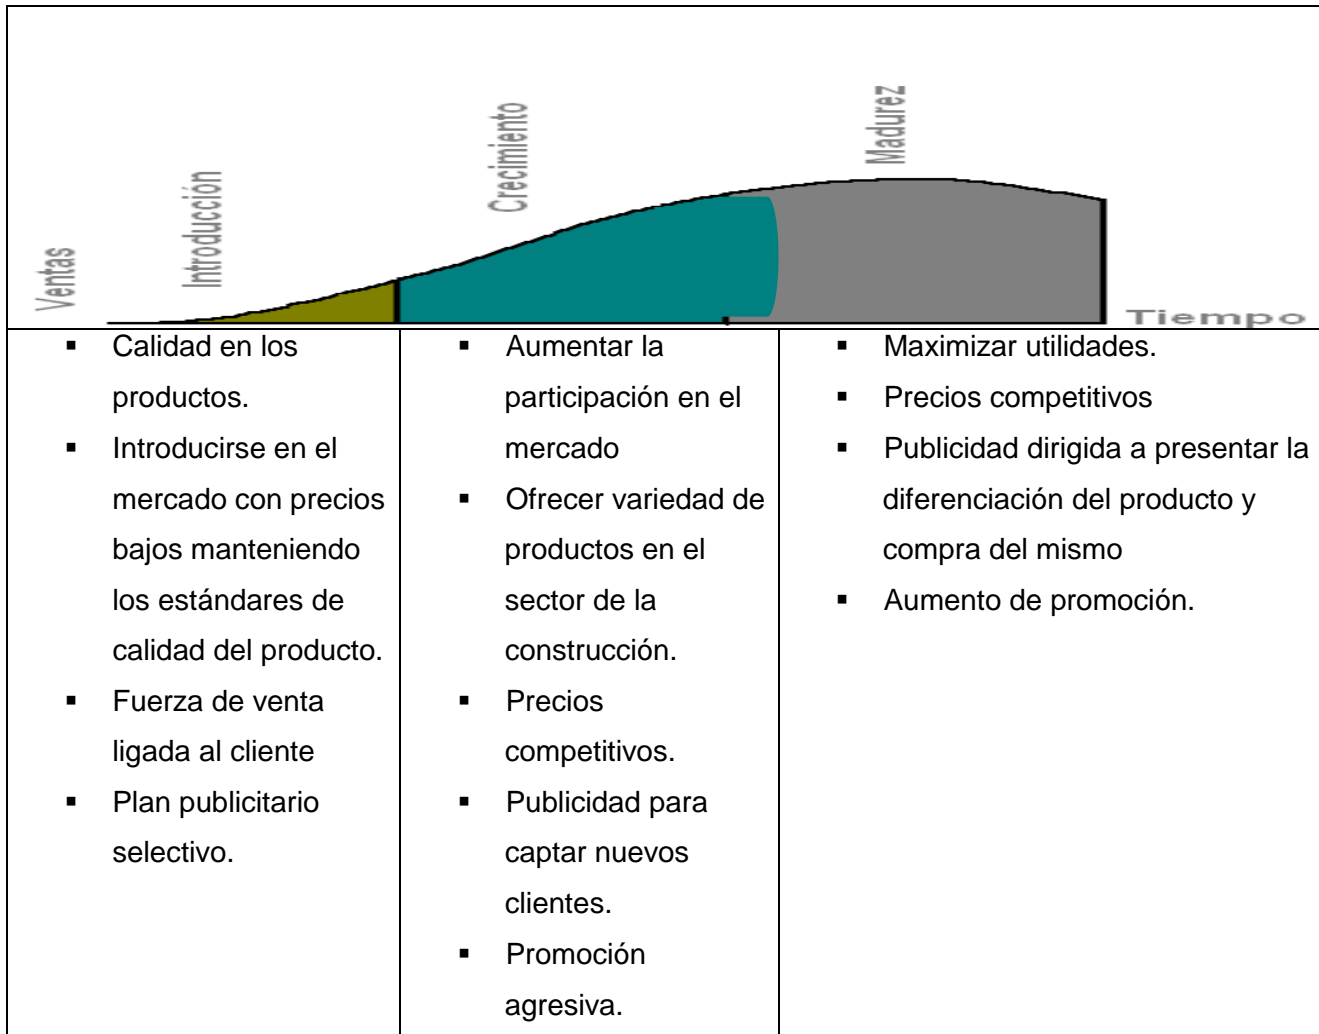 Ventas
Introducción
Crecimiento
Madurez
Tiempo
▪ Calidad en los
productos.
▪ Introducirse en el
mercado con precios
bajos manteniendo
los estándares de
calidad del producto.
▪ Fuerza de venta
ligada al cliente
▪ Plan publicitario
selectivo.
▪ Aumentar la
participación en el
mercado
▪ Ofrecer variedad de
productos en el
sector de la
construcción.
▪ Precios
competitivos.
▪ Publicidad para
captar nuevos
clientes.
▪ Promoción
agresiva.
▪ Maximizar utilidades.
▪ Precios competitivos
▪ Publicidad dirigida a presentar la
diferenciación del producto y
compra del mismo
▪ Aumento de promoción.